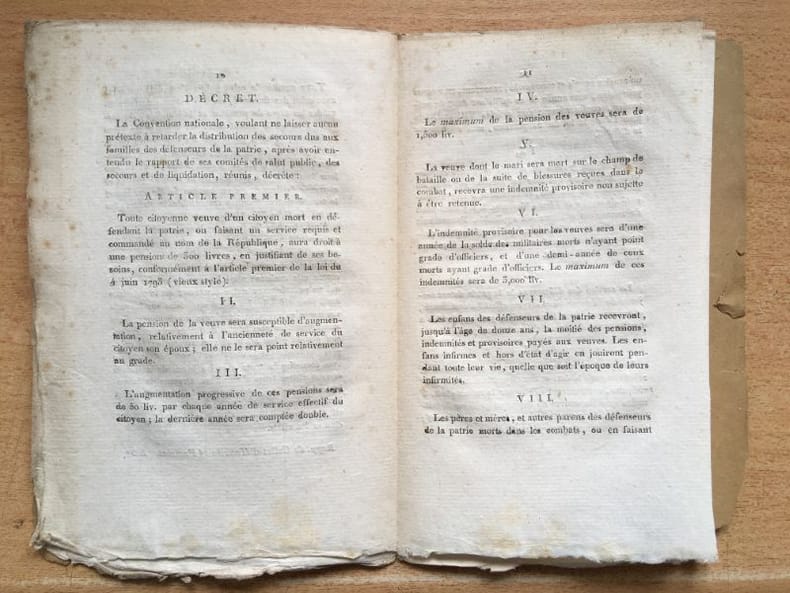 10
DÉCRET.
La Convention nationale, voulant ne laisser aucun
prétexte à retarder la distribution des secours dus aux
familles des défenseurs de la patrie, après avoir en-
tendu le rapport de ses comités de salut public, des
secours et de liquidation, réunis, décrète:
ARTICLE PREMIER.
Toute citoyenne veuve d'un citoyen mort en dé-
fendant la patrie, ou faisant un service requis et
commandé au nom de la République, aura droit à
une pension de 300 livres, en justifiant de ses be-
soins, conformément à l'article premier de la loi du
4 juin 1793 (vieux style).
II.
La pension de la veuve sera susceptible d'augmen-
tation, relativement à l'ancienneté de service du
citoyen son époux; elle ne le sera point relativement
au grade.
III.
L'augmentation progressive de ces pensions sera
de 50 liv. par chaque année de service effectif du
citoyen; la dernière année sera comptée double.
11
IV.
Le maximum de la pension des veuves sera de
1,500 liv.
V.
La veuve dont le mari sera mort sur le champ de
bataille ou de la suite de blessures reçues dans le
combat, recevra une indemnité provisoire non sujette
à être retenue.
VI.
L'indemnité provisoire pour les veuves sera d'une
année de la solde des militaires morts n'ayant point
grade d'officiers, et d'une demi-année de ceux
morts ayant grade d'officiers. Le maximum de ces
indemnités sera de 3,000 liv.
VII.
Les enfans des défenseurs de la patrie recevront,
jusqu'à l'âge de douze ans, la moitié des pensions,
indemnités et provisoires payés aux veuves. Les en-
fans infirmes et hors d'état d'agir en jouiront pen-
dant toute leur vie, quelle que soit l'époque de leurs
infirmités.
VIII.
Les pères et mères, et autres parens des défenseurs
de la patrie morts dans les combats, ou en faisant